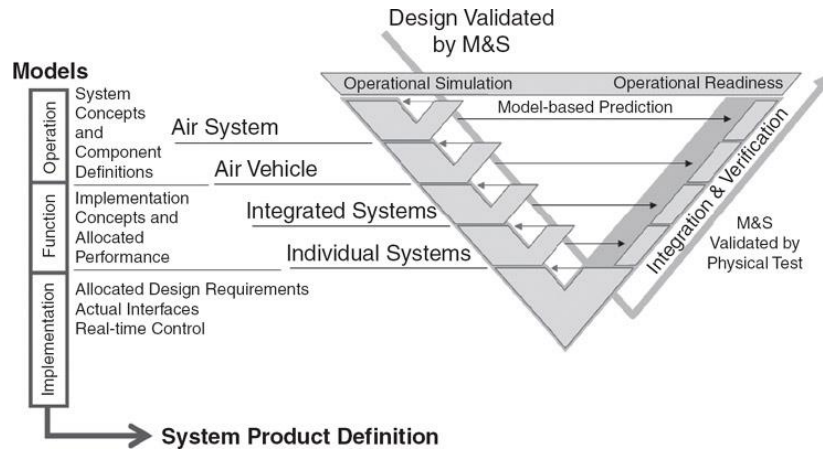 Design Validated
by M&S
Models
Operation
System
Concepts
and
Component
Definitions
Function
Implementation
Concepts and
Allocated
Performance
Implementation
Allocated Design Requirements
Actual Interfaces
Real-time Control
Air System
Air Vehicle
Integrated Systems
Individual Systems
Operational Simulation
Operational Readiness
Model-based Prediction
Integration & Verification
M&S
Validated by
Physical Test
System Product Definition